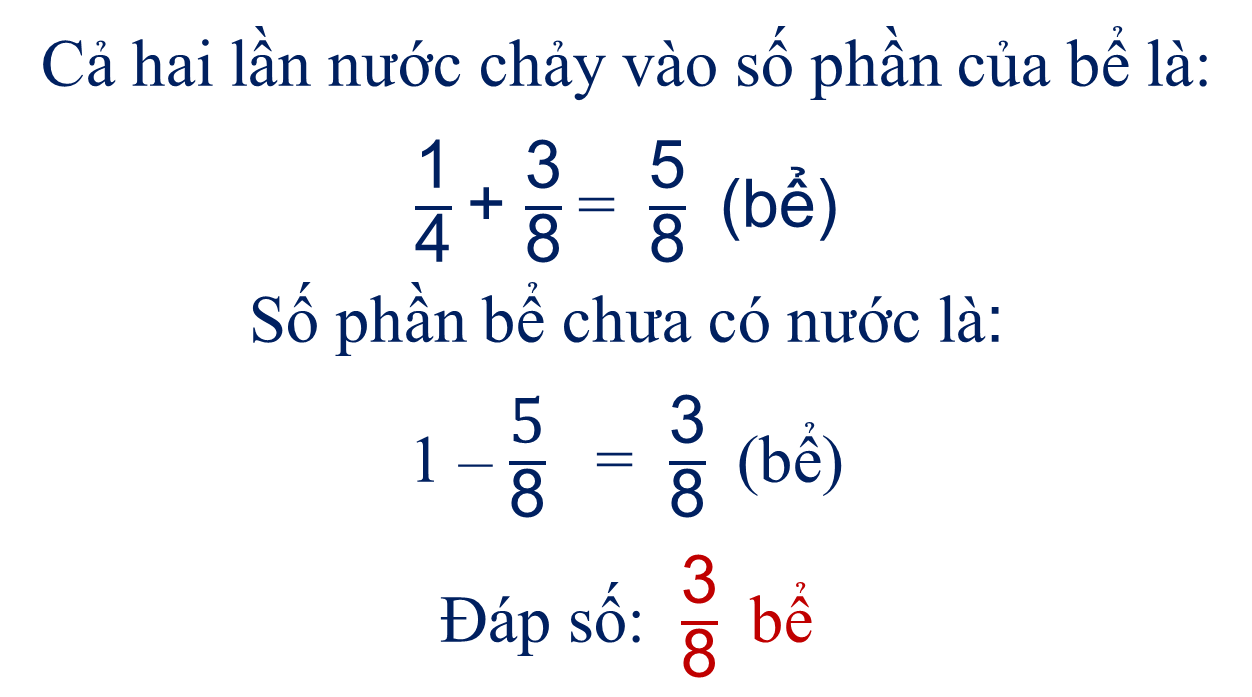 Cả hai lần nước chảy vào số phần của bể là:
1/4 + 3/8 = 5/8 (bể)
Số phần bể chưa có nước là:
1 – 5/8 = 3/8 (bể)
Đáp số: 3/8 bể